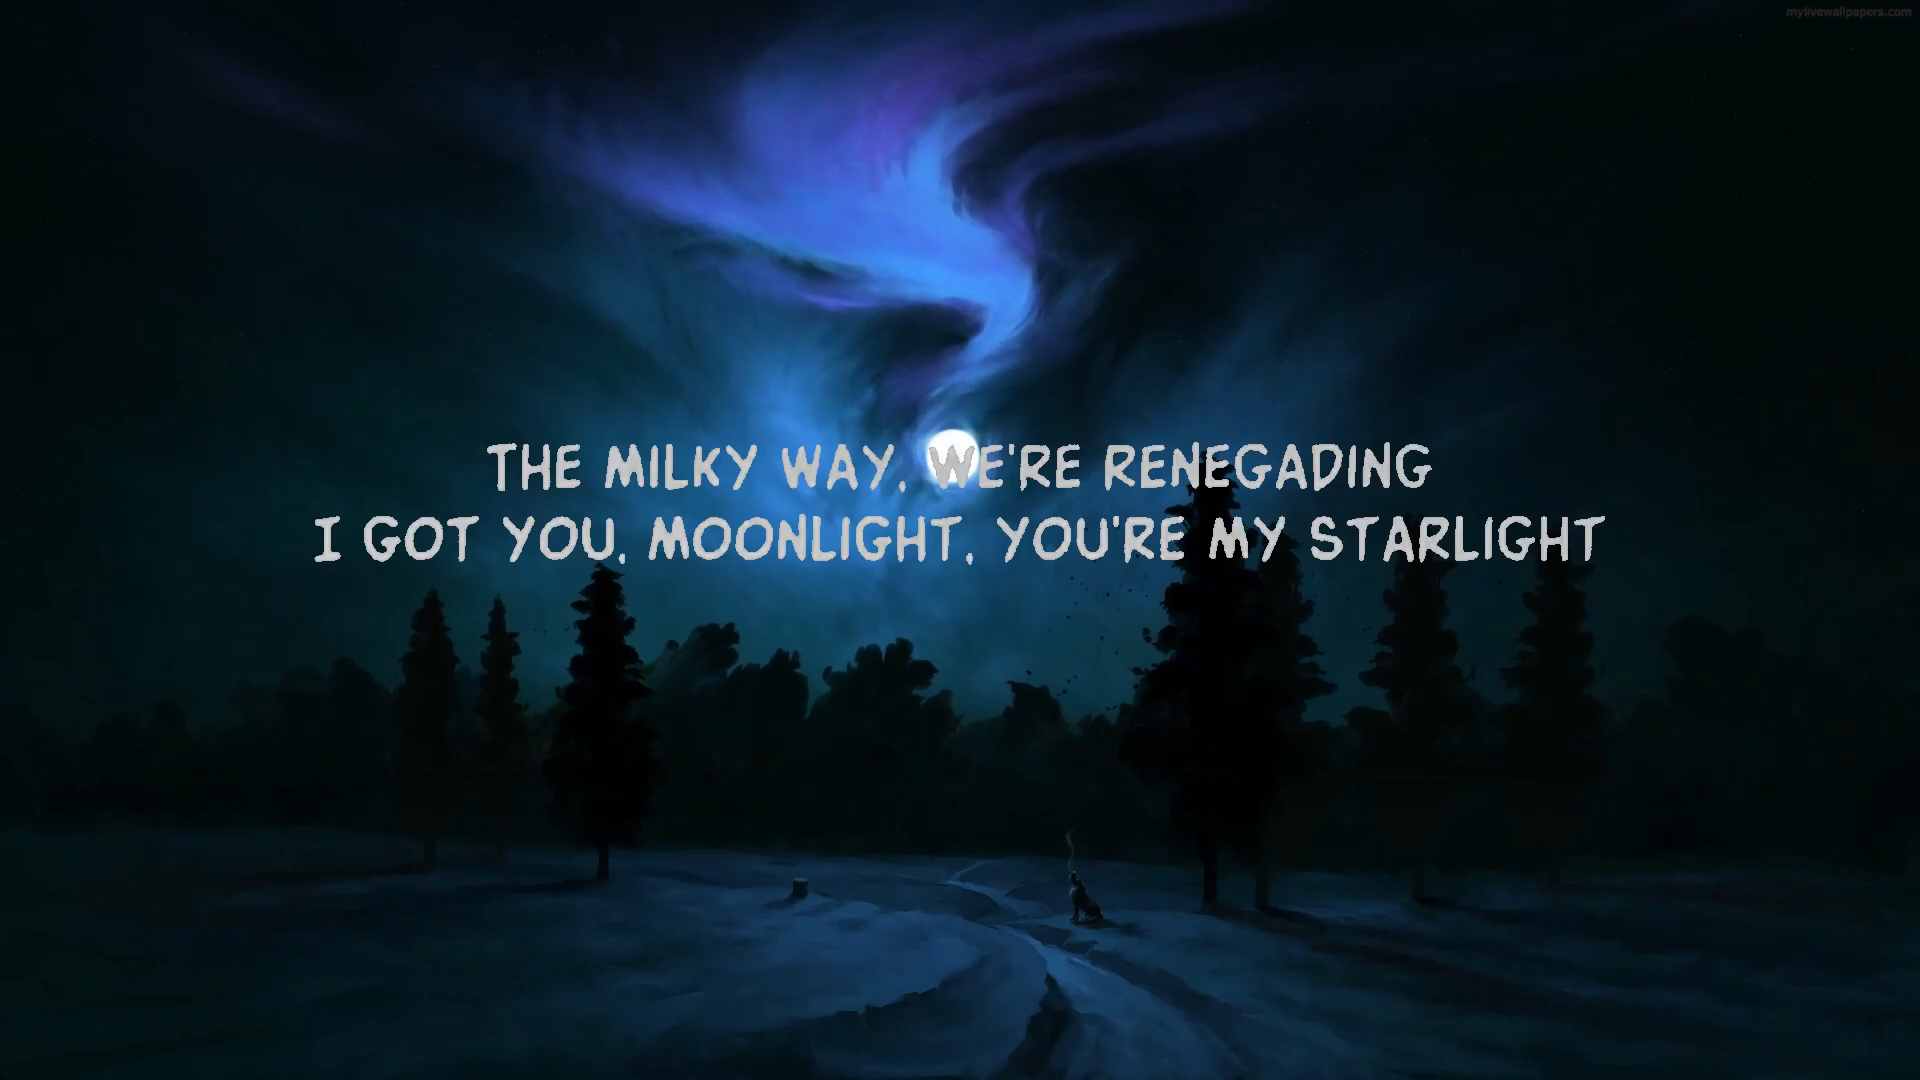 mylivewallpapers.com
THE MILKY WAY, WE'RE RENEGADING
I GOT YOU, MOONLIGHT, YOU'RE MY STARLIGHT